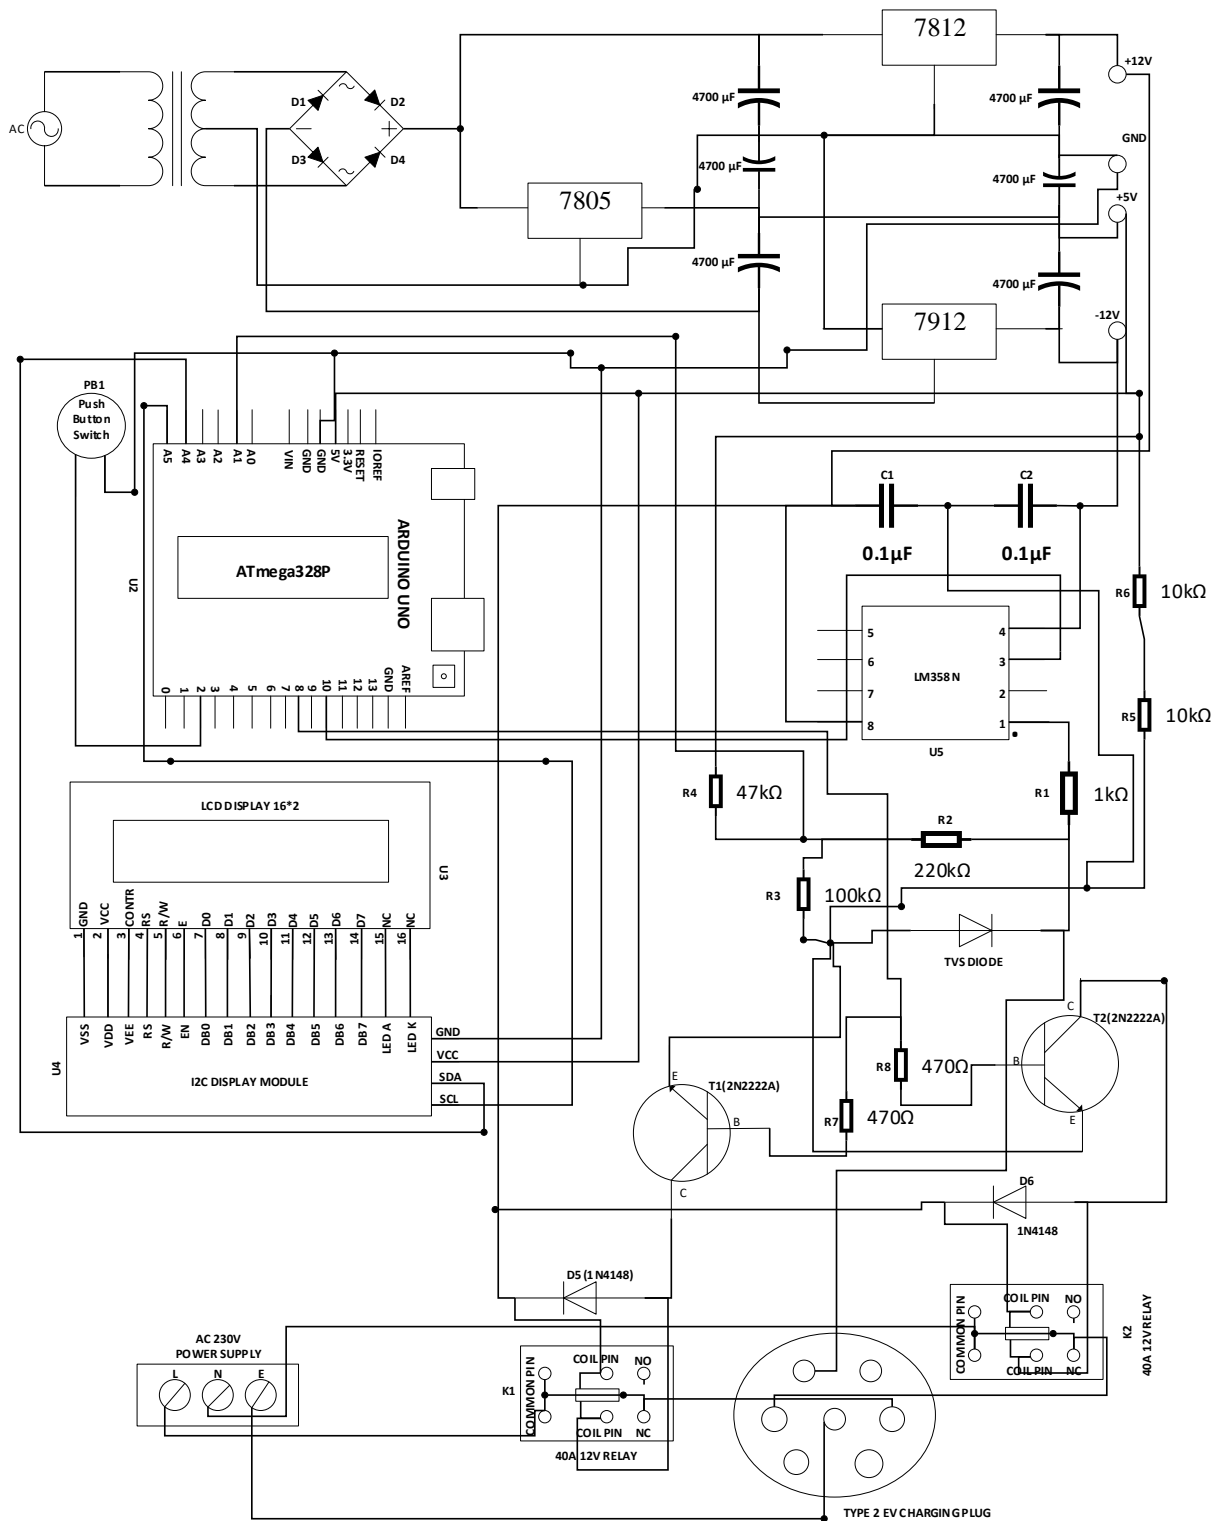 7812
+12V
4700 µF
4700 µF
D1
D2
AC
GND
D3
D4
4700 µF
4700 µF
7805
+5V
4700 µF
4700 µF
7912
-12V
PB1
Push
Button
Switch
A5
A4
A3
A2
A1
A0
VIN
GND
GND
5V
3.3V
RESET
IOREF
C1
C2
0.1µF
0.1µF
ARDUINO UNO
ATmega328P
U2
R6
10kΩ
5
4
6
3
LM358 N
7
2
8
1
U5
R5
10kΩ
0
1
2
3
4
5
6
7
8
9
10
11
12
13
GND
AREF
R4
47kΩ
R1
1kΩ
LCD DISPLAY 16*2
U3
R2
220kΩ
R3
100kΩ
GND
VCC
CONTR
RS
R/W
E
D0
D1
D2
D3
D4
D5
D6
D7
NC
NC
1
2
3
4
5
6
7
8
9
10
11
12
13
14
15
16
TVS DIODE
VSS
VDD
VEE
RS
R/W
EN
DB0
DB1
DB2
DB3
DB4
DB5
DB6
DB7
LED A
LED K
GND
VCC
SDA
SCL
U4
I2C DISPLAY MODULE
C
T2(2N2222A)
B
E
R8
470Ω
E
T1(2N2222A)
B
C
R7
470Ω
D6
1N4148
D5(1N4148)
COMMON PIN
COIL PIN
NO
COIL PIN
NC
K2
40A 12V RELAY
AC 230V
POWER SUPPLY
L
N
E
K1
COMMON PIN
COIL PIN
NO
COIL PIN
NC
40A 12V RELAY
TYPE 2 EV CHARGING PLUG